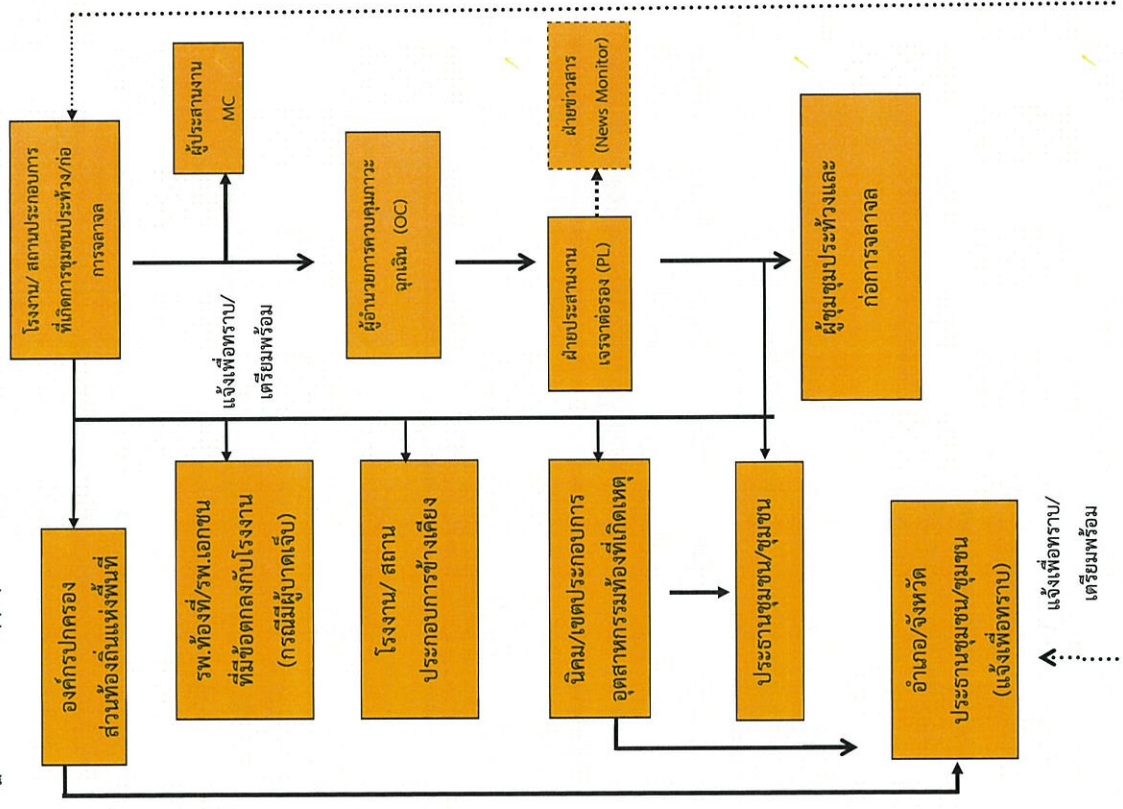 โรงงาน/ สถานประกอบการ
ที่เกิดการชุมชนประท้วง/ก่อ
การจลาจล
ผู้ประสานงาน
MC
แจ้งเพื่อทราบ/
เตรียมพร้อม
ผู้อำนวยการควบคุมภาวะ
ฉุกเฉิน (OC)
ฝ่ายประสานงาน
เจรจาต่อรอง (PL)
ฝ่ายข่าวสาร
(News Monitor)
ผู้ชุมชุมประท้วงและ
ก่อการจลาจล
องค์กรปกครอง
ส่วนท้องถิ่นแห่งพื้นที่
รพ.ท้องที่/รพ.เอกชน
ที่มีข้อตกลงกับโรงงาน
(กรณีมีผู้บาดเจ็บ)
โรงงาน/ สถาน
ประกอบการข้างเคียง
นิคม/เขตประกอบการ
อุตสาหกรรมท้องที่เกิดเหตุ
ประธานชุมชน/ชุมชน
อำเภอ/จังหวัด
ประธานชุมชน/ชุมชน
(แจ้งเพื่อทราบ)
แจ้งเพื่อทราบ/
เตรียมพร้อม